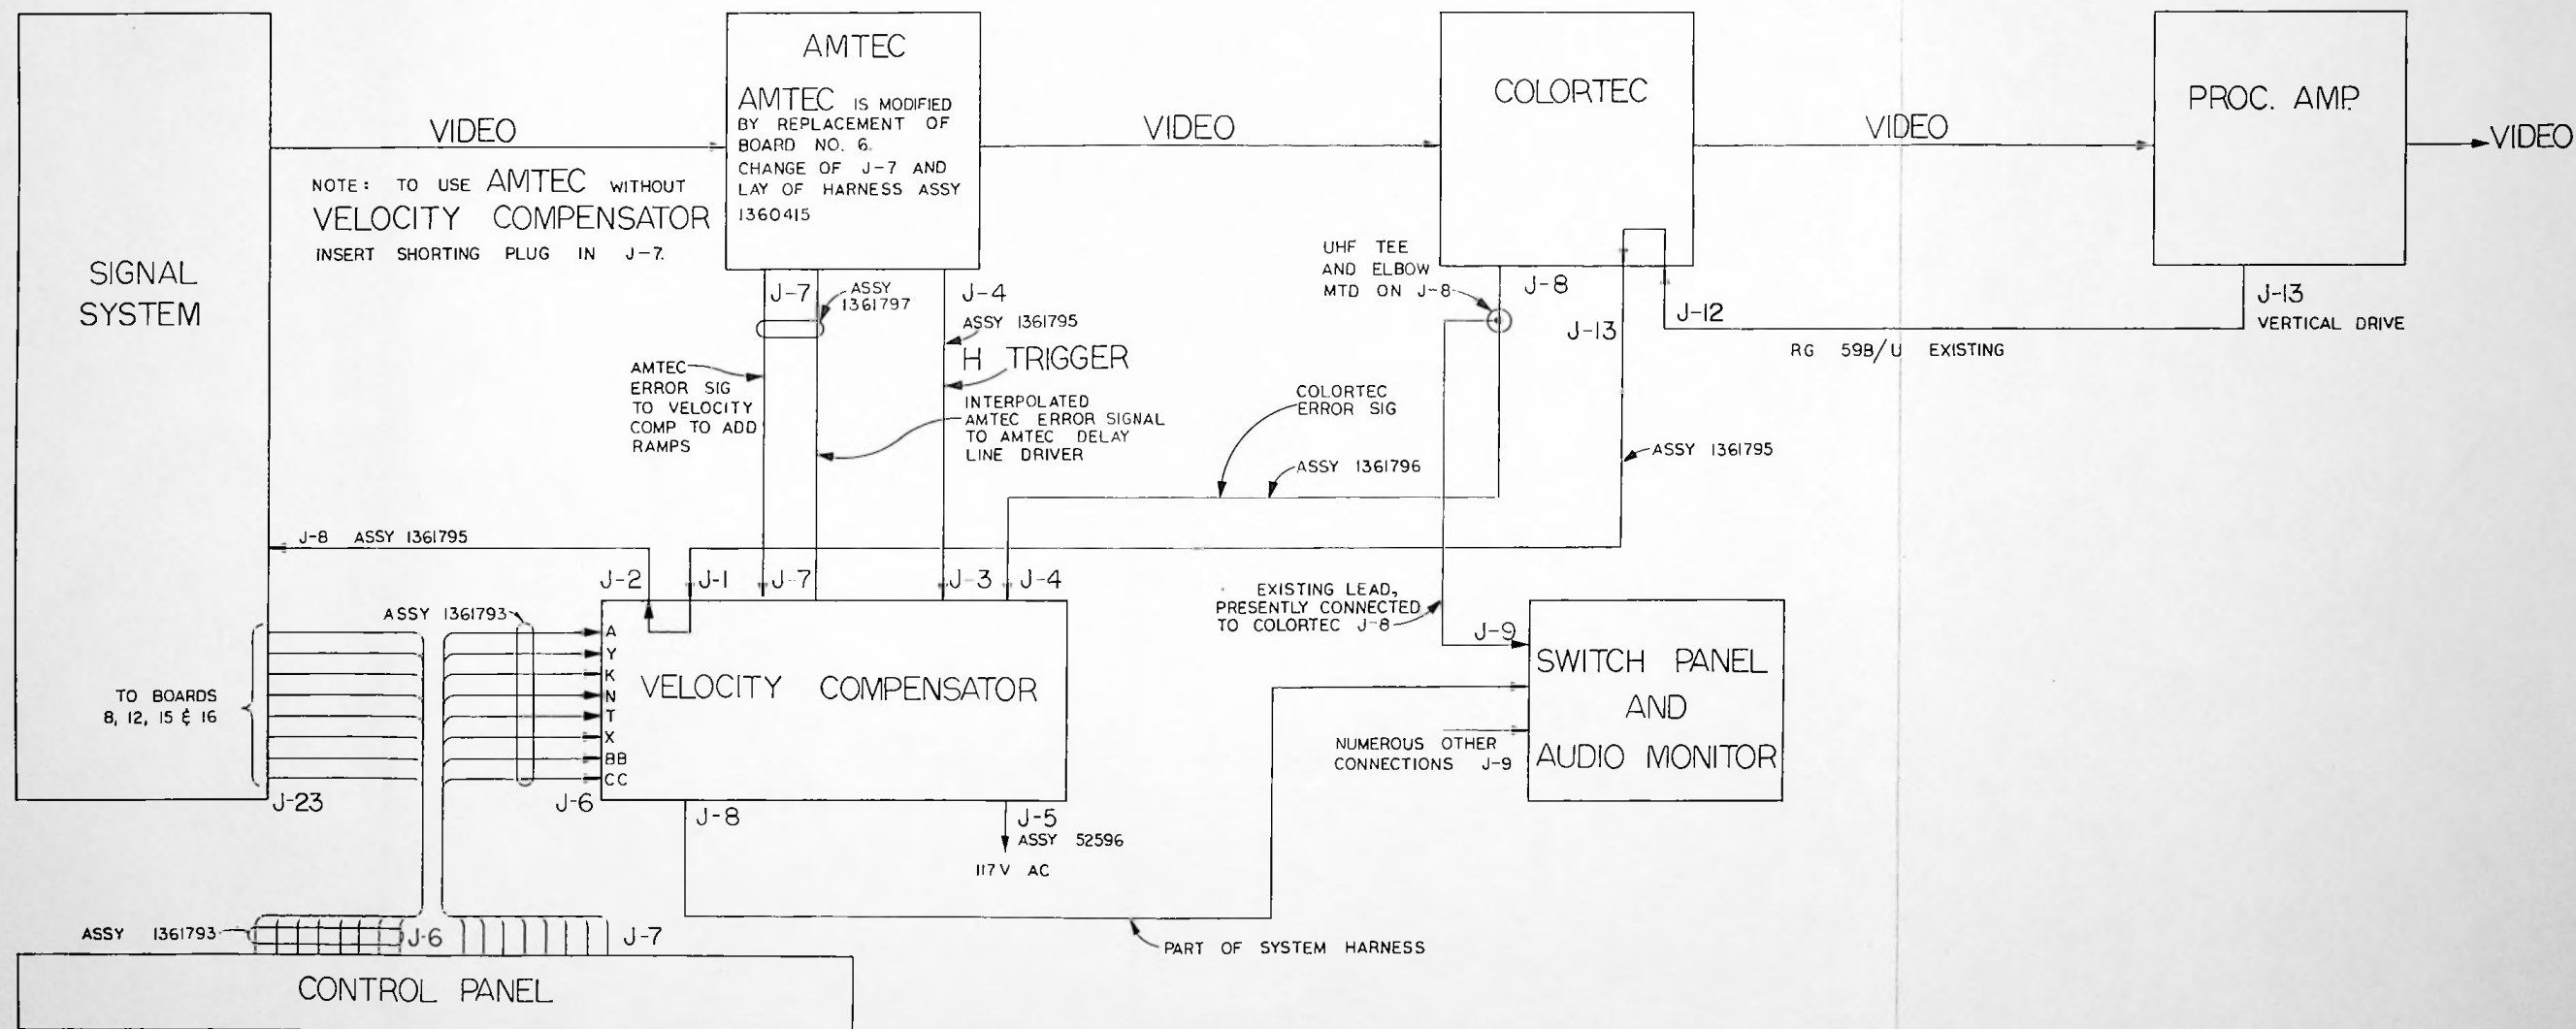 SIGNAL
SYSTEM
VIDEO
NOTE: TO USE AMTEC WITHOUT
VELOCITY COMPENSATOR
INSERT SHORTING PLUG IN J-7.
AMTEC
AMTEC IS MODIFIED
BY REPLACEMENT OF
BOARD NO. 6.
CHANGE OF J-7 AND
LAY OF HARNESS ASSY
1360415
VIDEO
COLORTEC
VIDEO
PROC. AMP.
VIDEO
J-7
ASSY
1361797
J-4
ASSY 1361795
H TRIGGER
AMTEC
ERROR SIG
TO VELOCITY
COMP TO ADD
RAMPS
INTERPOLATED
AMTEC ERROR SIGNAL
TO AMTEC DELAY
LINE DRIVER
UHF TEE
AND ELBOW
MTD ON J-8
J-8
J-13
J-12
J-13
VERTICAL DRIVE
RG 59B/U EXISTING
COLORTEC
ERROR SIG
ASSY 1361796
ASSY 1361795
J-8 ASSY 1361795
J-2
J-1
J-7
J-3
J-4
ASSY 1361793
A
Y
K
N
T
X
BB
CC
TO BOARDS
8, 12, 15 & 16
VELOCITY COMPENSATOR
EXISTING LEAD,
PRESENTLY CONNECTED
TO COLORTEC J-8
J-9
SWITCH PANEL
AND
AUDIO MONITOR
NUMEROUS OTHER
CONNECTIONS J-9
J-23
J-6
J-8
J-5
ASSY 52596
117V AC
PART OF SYSTEM HARNESS
ASSY 1361793
J-6
J-7
CONTROL PANEL